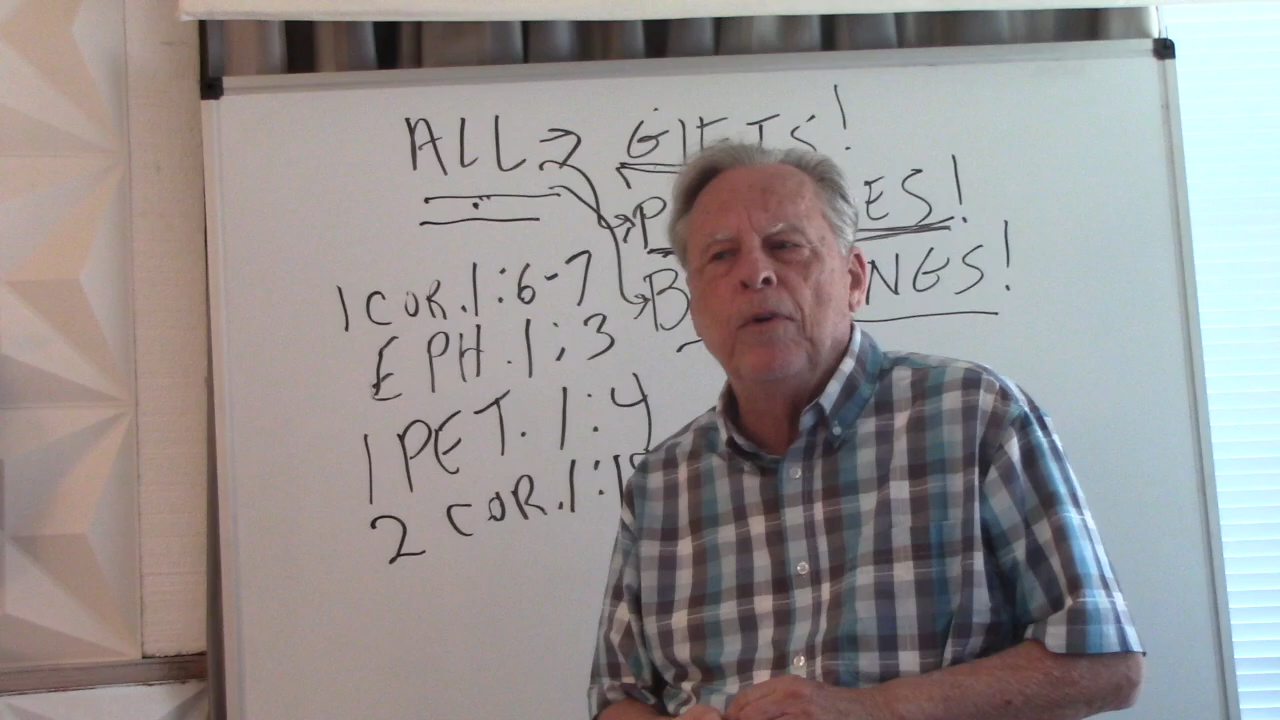 ALL → GIFTS!
P ES!
B NGS!
1 COR. 1:6-7
EPH. 1:3
1 PET. 1:4
2 COR. 1:1